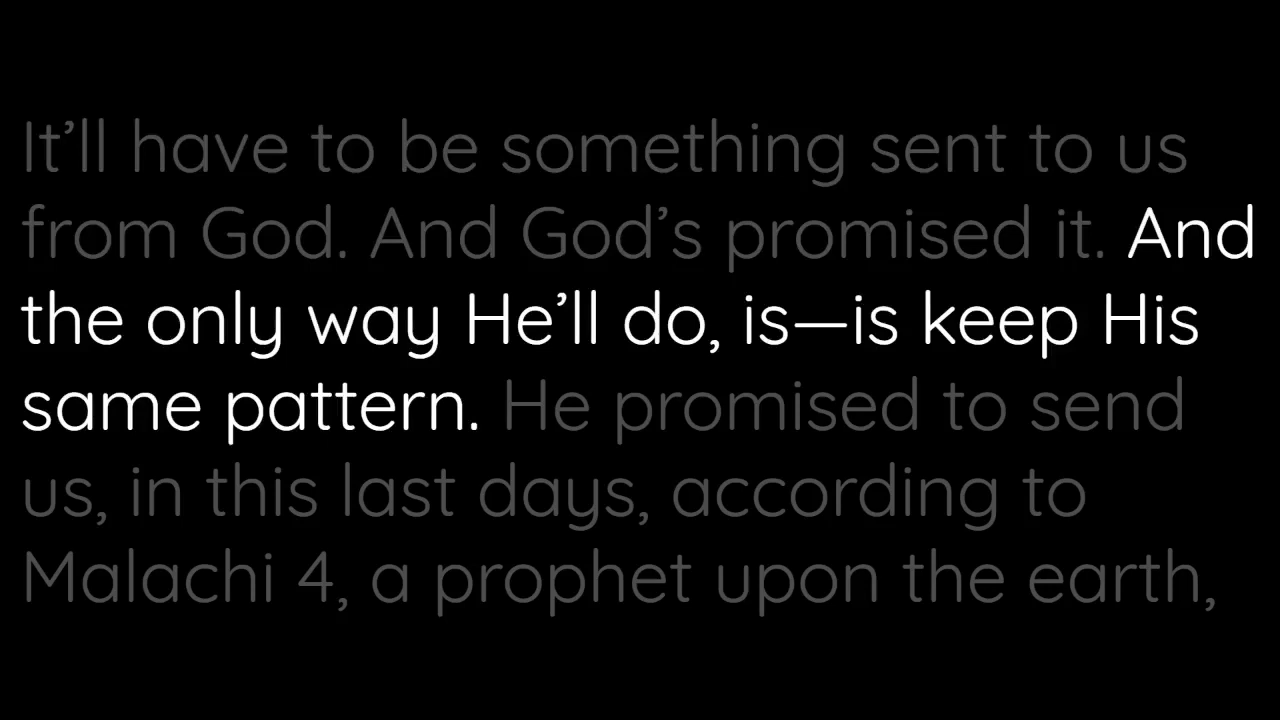 It’ll have to be something sent to us
from God. And God’s promised it. And
the only way He’ll do, is—is keep His
same pattern. He promised to send
us, in this last days, according to
Malachi 4, a prophet upon the earth,